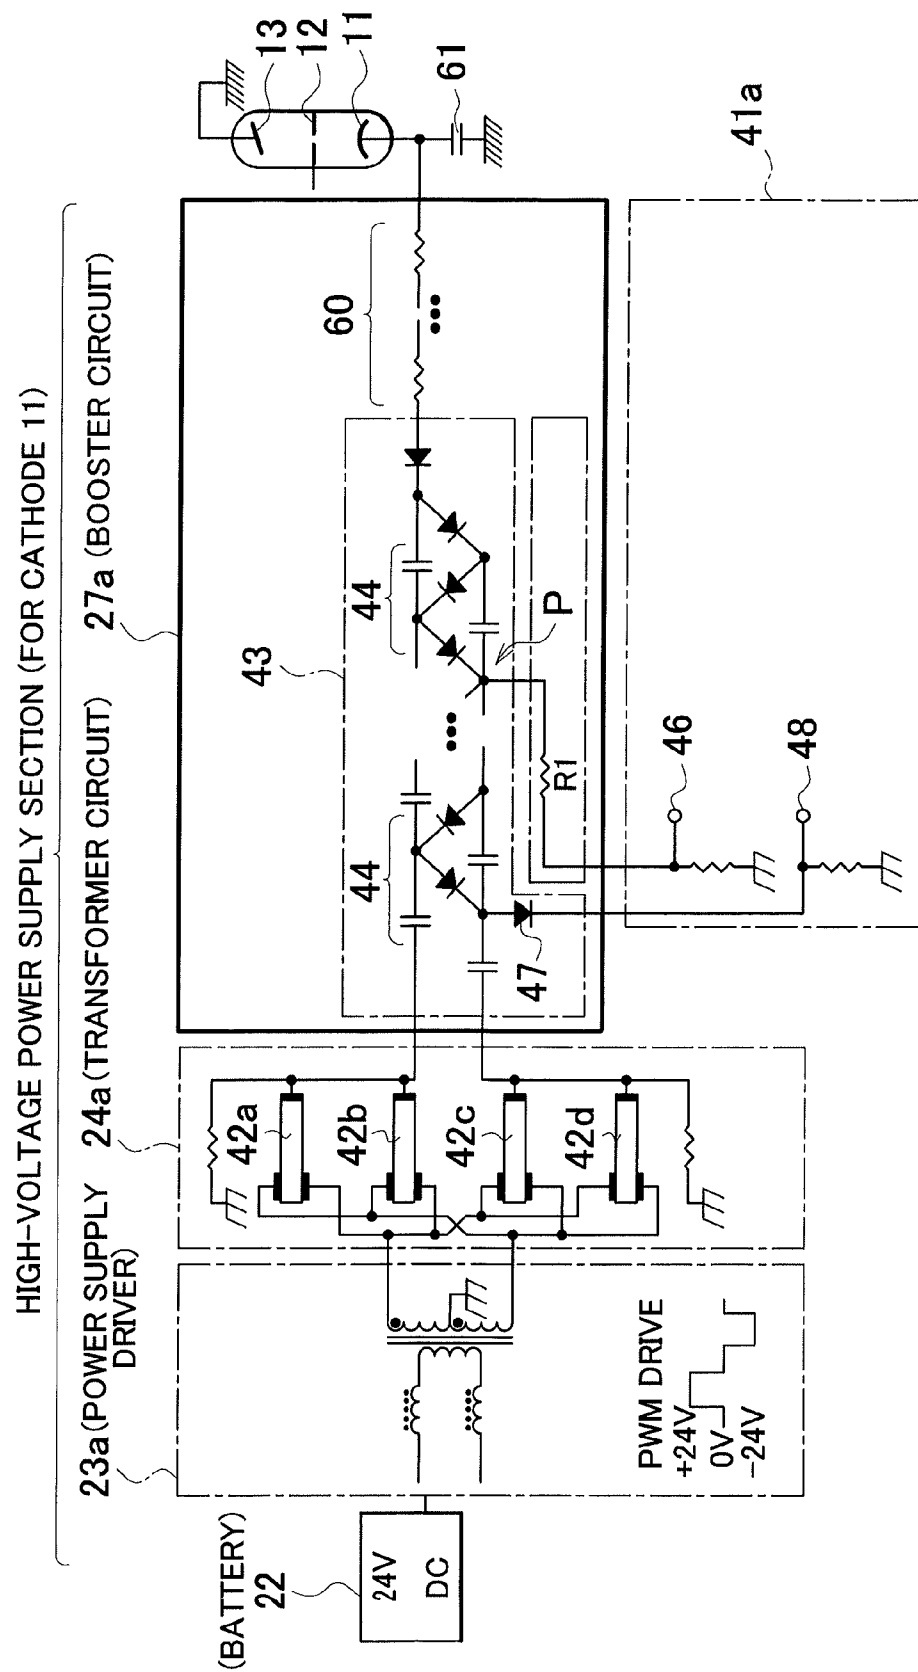 HIGH-VOLTAGE POWER SUPPLY SECTION (FOR CATHODE 11)
23a (POWER SUPPLY
DRIVER)
24a (TRANSFORMER CIRCUIT)
27a (BOOSTER CIRCUIT)
(BATTERY)
22
24V
DC
PWM DRIVE
+24V
0V
-24V
42a
42b
42c
42d
43
44
44
47
P
R1
60
13
12
11
61
41a
46
48